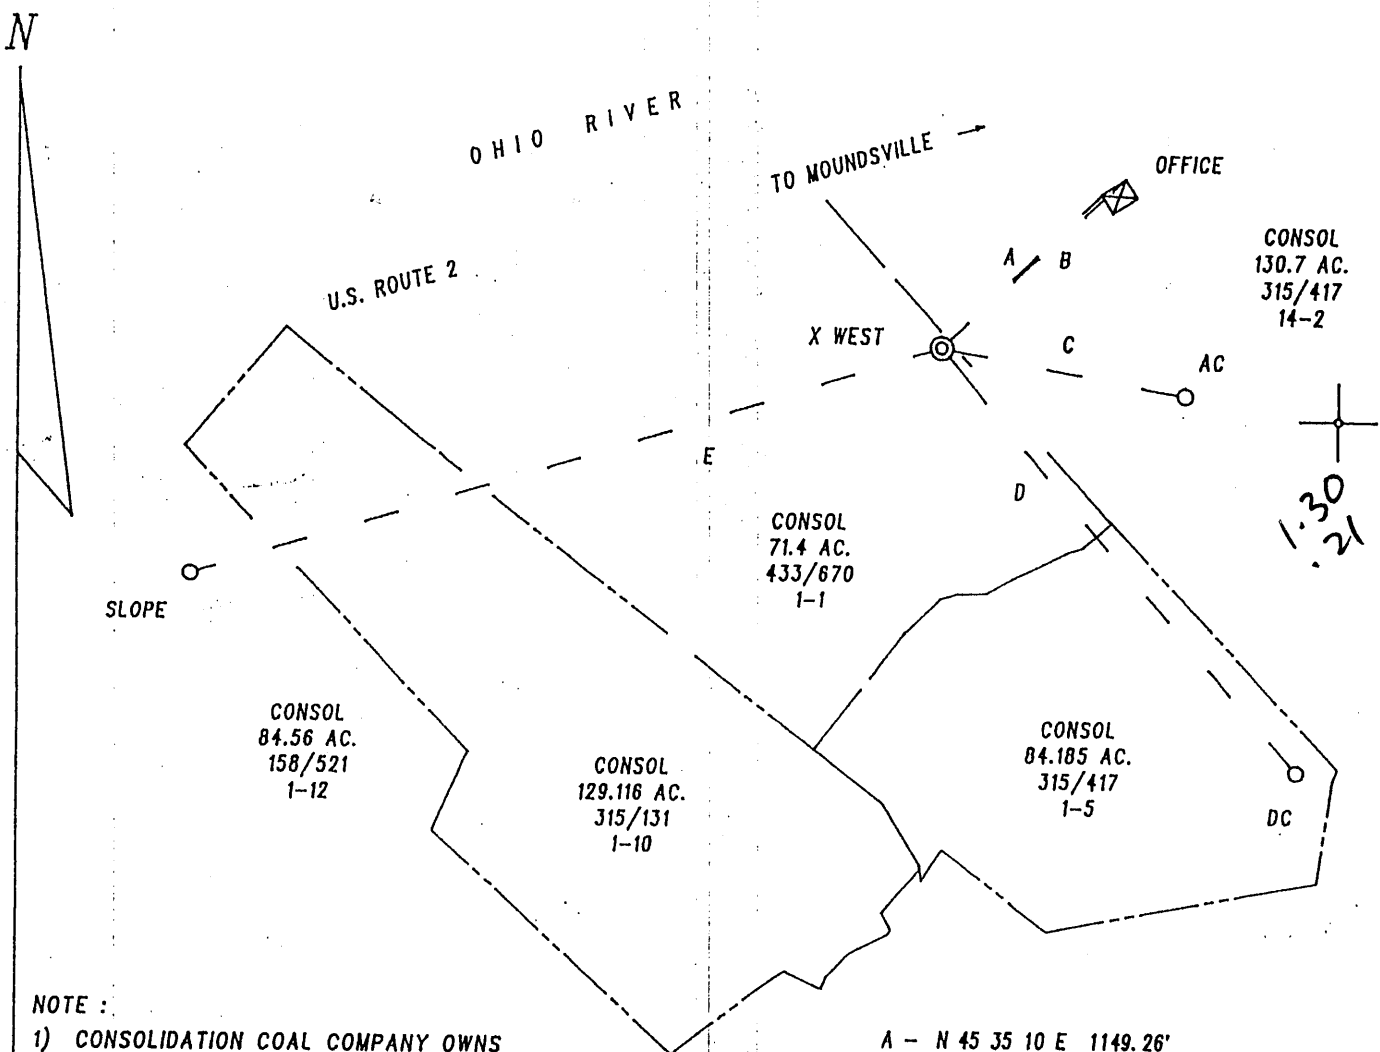 N
OHIO RIVER
TO MOUNDSVILLE
OFFICE
U.S. ROUTE 2
A B
CONSOL
130.7 AC.
315/417
14-2
X WEST
C
AC
E
D
1.30
.21
CONSOL
71.4 AC.
433/670
1-1
SLOPE
CONSOL
84.56 AC.
158/521
1-12
CONSOL
129.116 AC.
315/131
1-10
CONSOL
84.185 AC.
315/417
1-5
DC
NOTE :
1) CONSOLIDATION COAL COMPANY OWNS
A - N 45 35 10 E 1149.26'